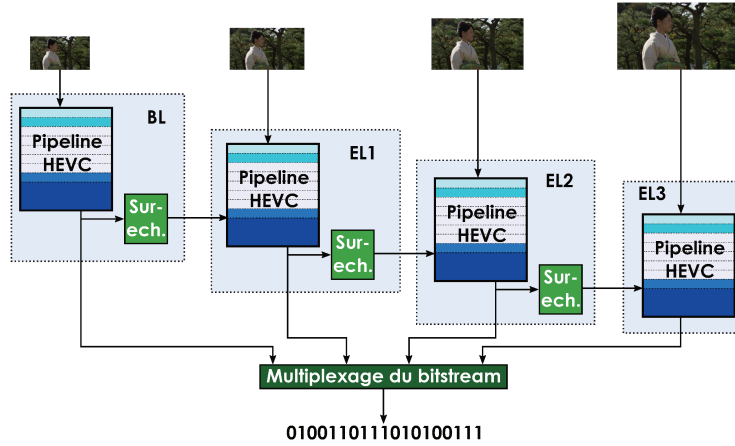 BL
Pipeline
HEVC
Sur-
ech.
EL1
Pipeline
HEVC
Sur-
ech.
EL2
Pipeline
HEVC
Sur-
ech.
EL3
Pipeline
HEVC
Multiplexage du bitstream
0100110111010100111